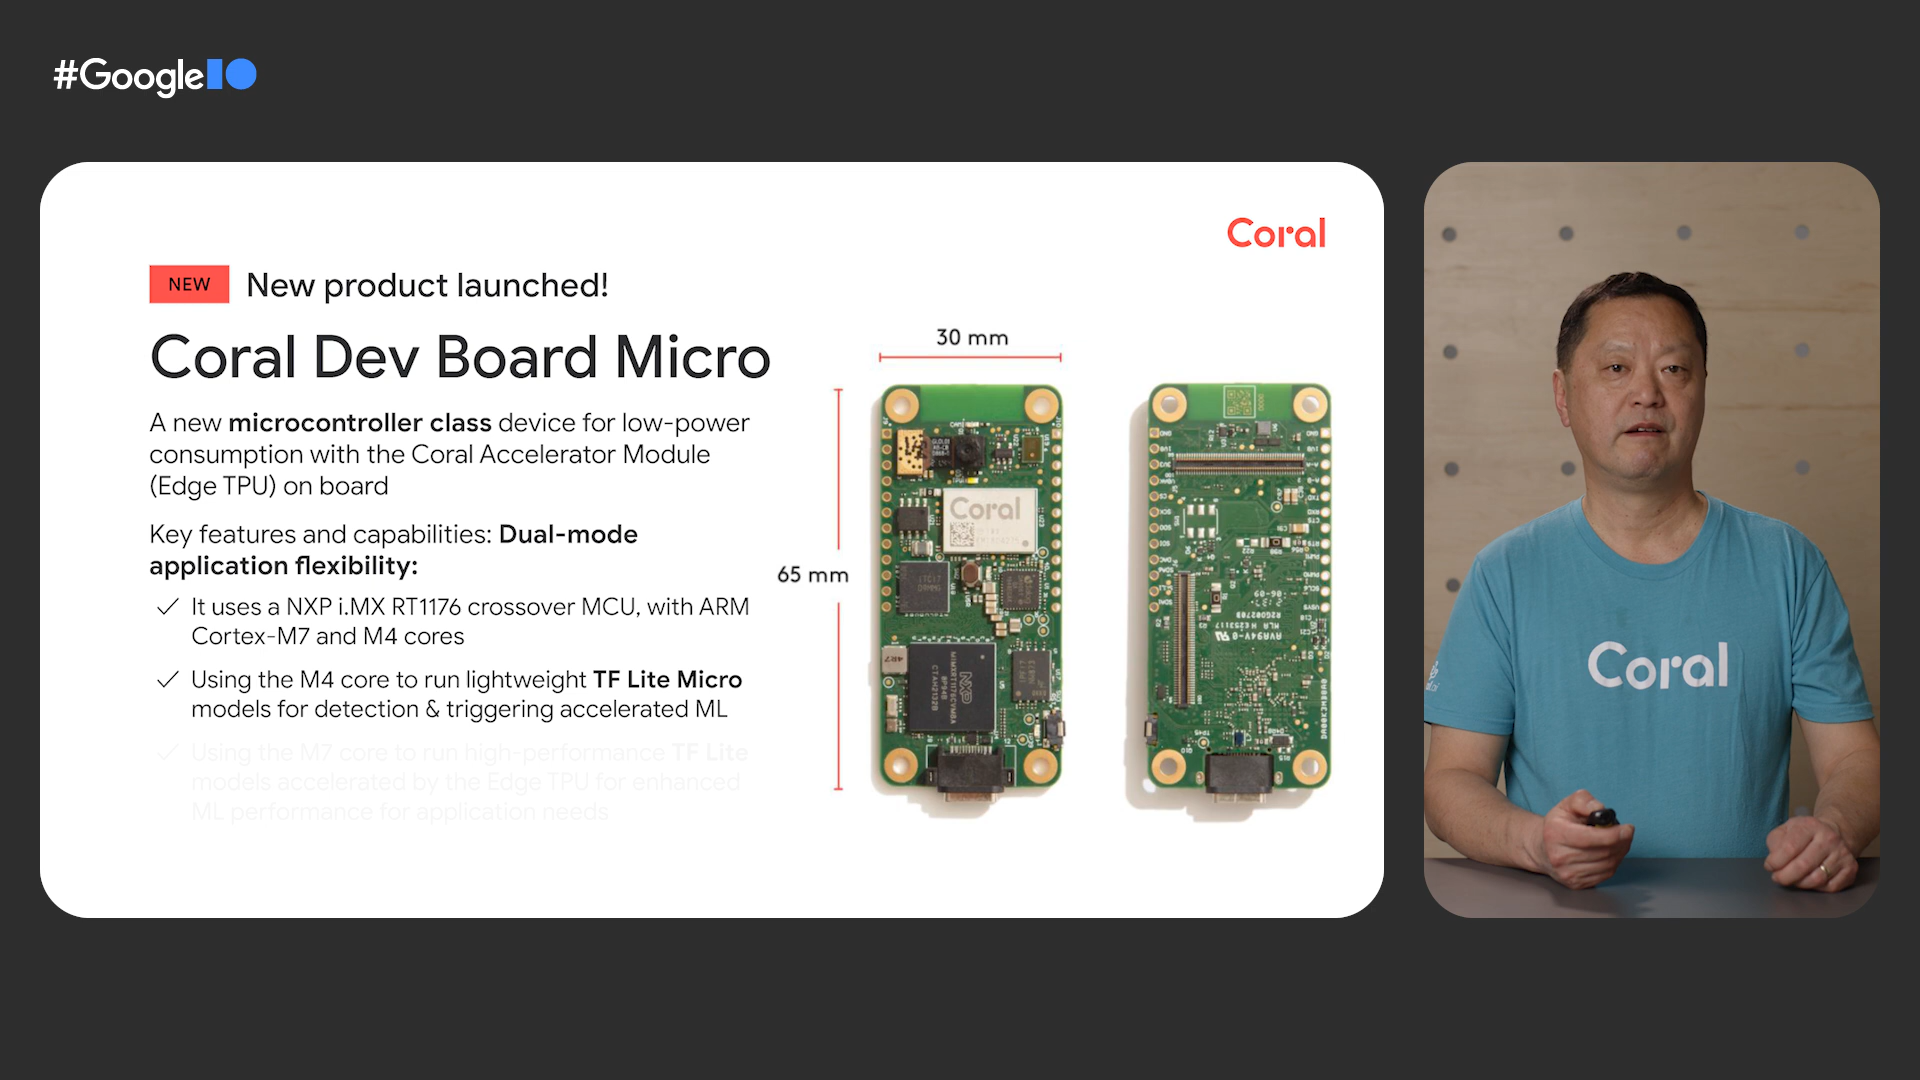 #GoogleIO
Coral
NEW New product launched!
Coral Dev Board Micro
A new microcontroller class device for low-power
consumption with the Coral Accelerator Module
(Edge TPU) on board
Key features and capabilities: Dual-mode
application flexibility:
It uses a NXP i.MX RT1176 crossover MCU, with ARM
Cortex-M7 and M4 cores
Using the M4 core to run lightweight TF Lite Micro
models for detection & triggering accelerated ML
Using the M7 core to run high-performance TF Lite
models accelerated by the Edge TPU for enhanced
ML performance for application needs
30 mm
65 mm
Coral
NXP
Coral